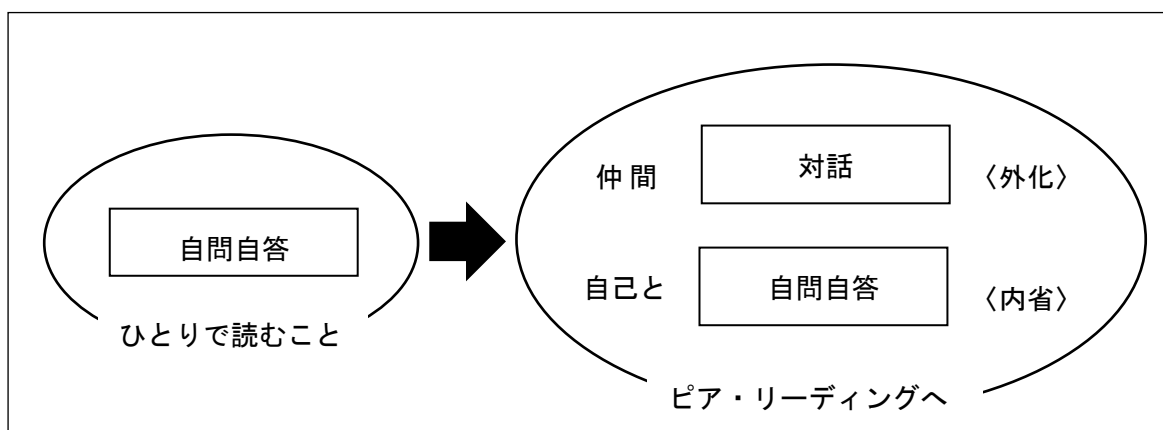 自問自答
ひとりで読むこと
仲間 対話 〈外化〉
自己と 自問自答 〈内省〉
ピア・リーディングへ